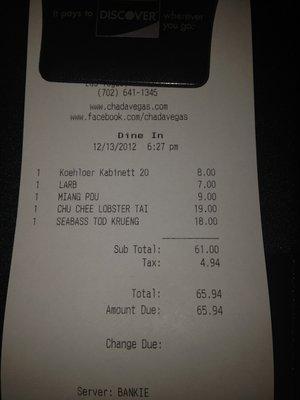 It pays to DISCOVER wherever
you go.
(702) 641-1345
www.chadavegas.com
www.facebook.com/chadavegas
Dine In
12/13/2012 6:27 pm
1 Koehloer Kabinett 20 8.00
1 LARB 7.00
1 MIANG POU 9.00
1 CHU CHEE LOBSTER TAI 19.00
1 SEABASS TOD KRUENG 18.00
Sub Total: 61.00
Tax: 4.94
Total: 65.94
Amount Due: 65.94
Change Due:
Server: BANKIE